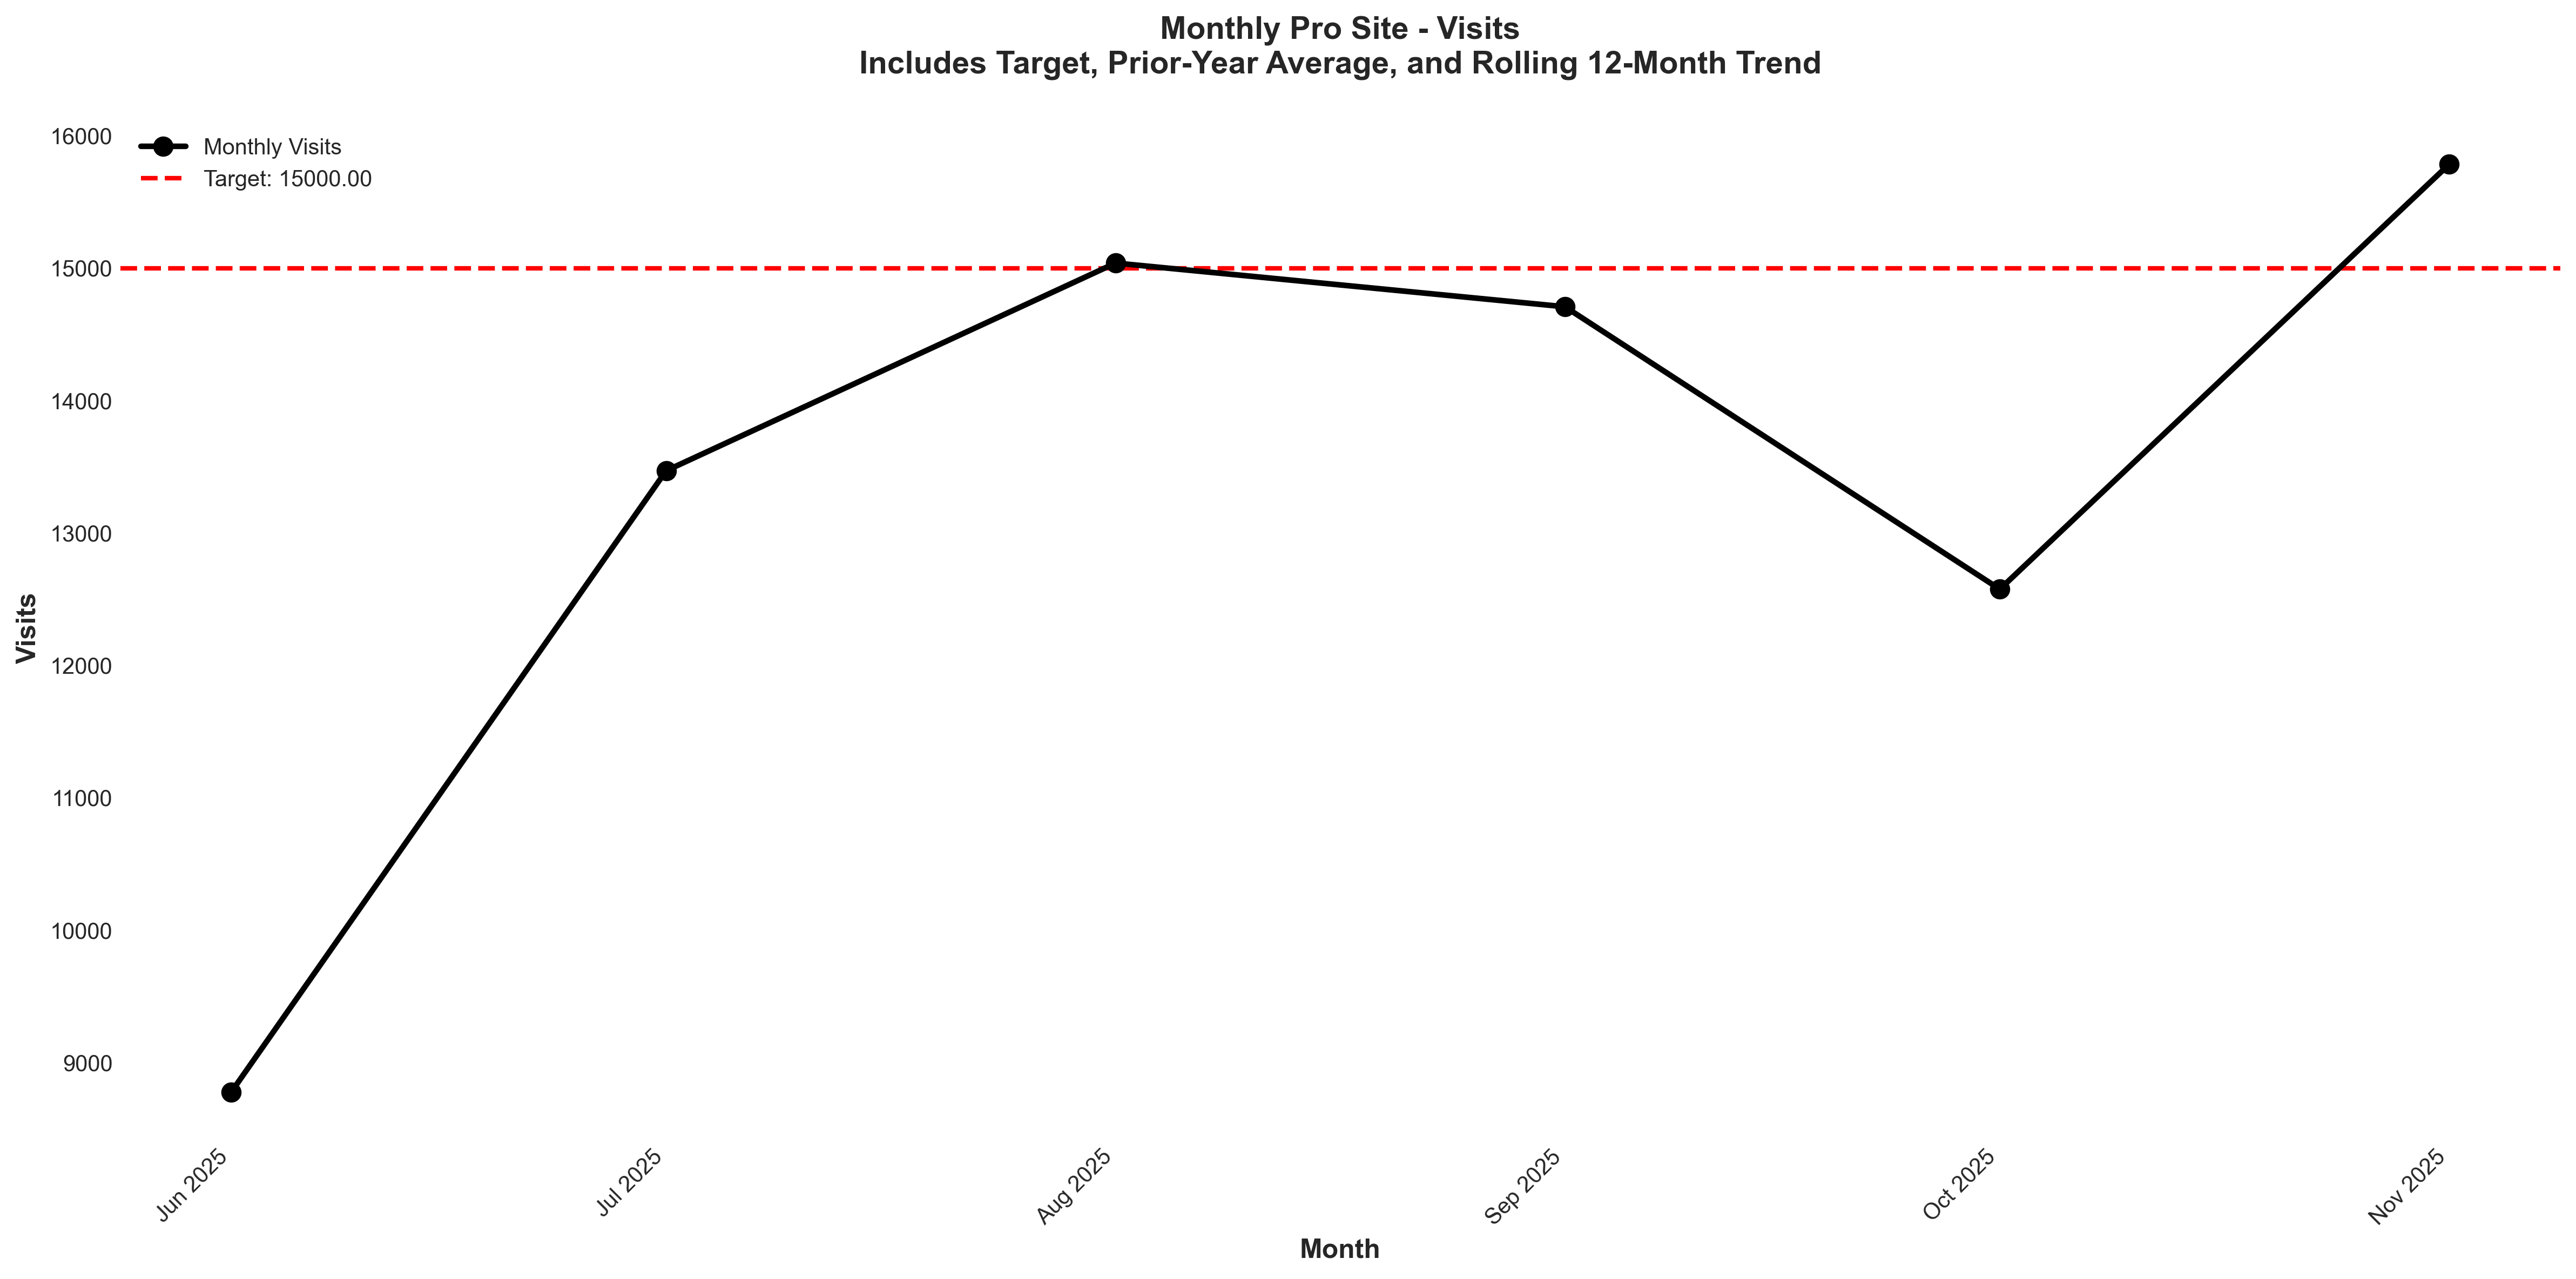 Monthly Pro Site - Visits
Includes Target, Prior-Year Average, and Rolling 12-Month Trend
Monthly Visits
Target: 15000.00
16000
15000
14000
13000
12000
11000
10000
9000
Visits
Jun 2025
Jul 2025
Aug 2025
Sep 2025
Oct 2025
Nov 2025
Month